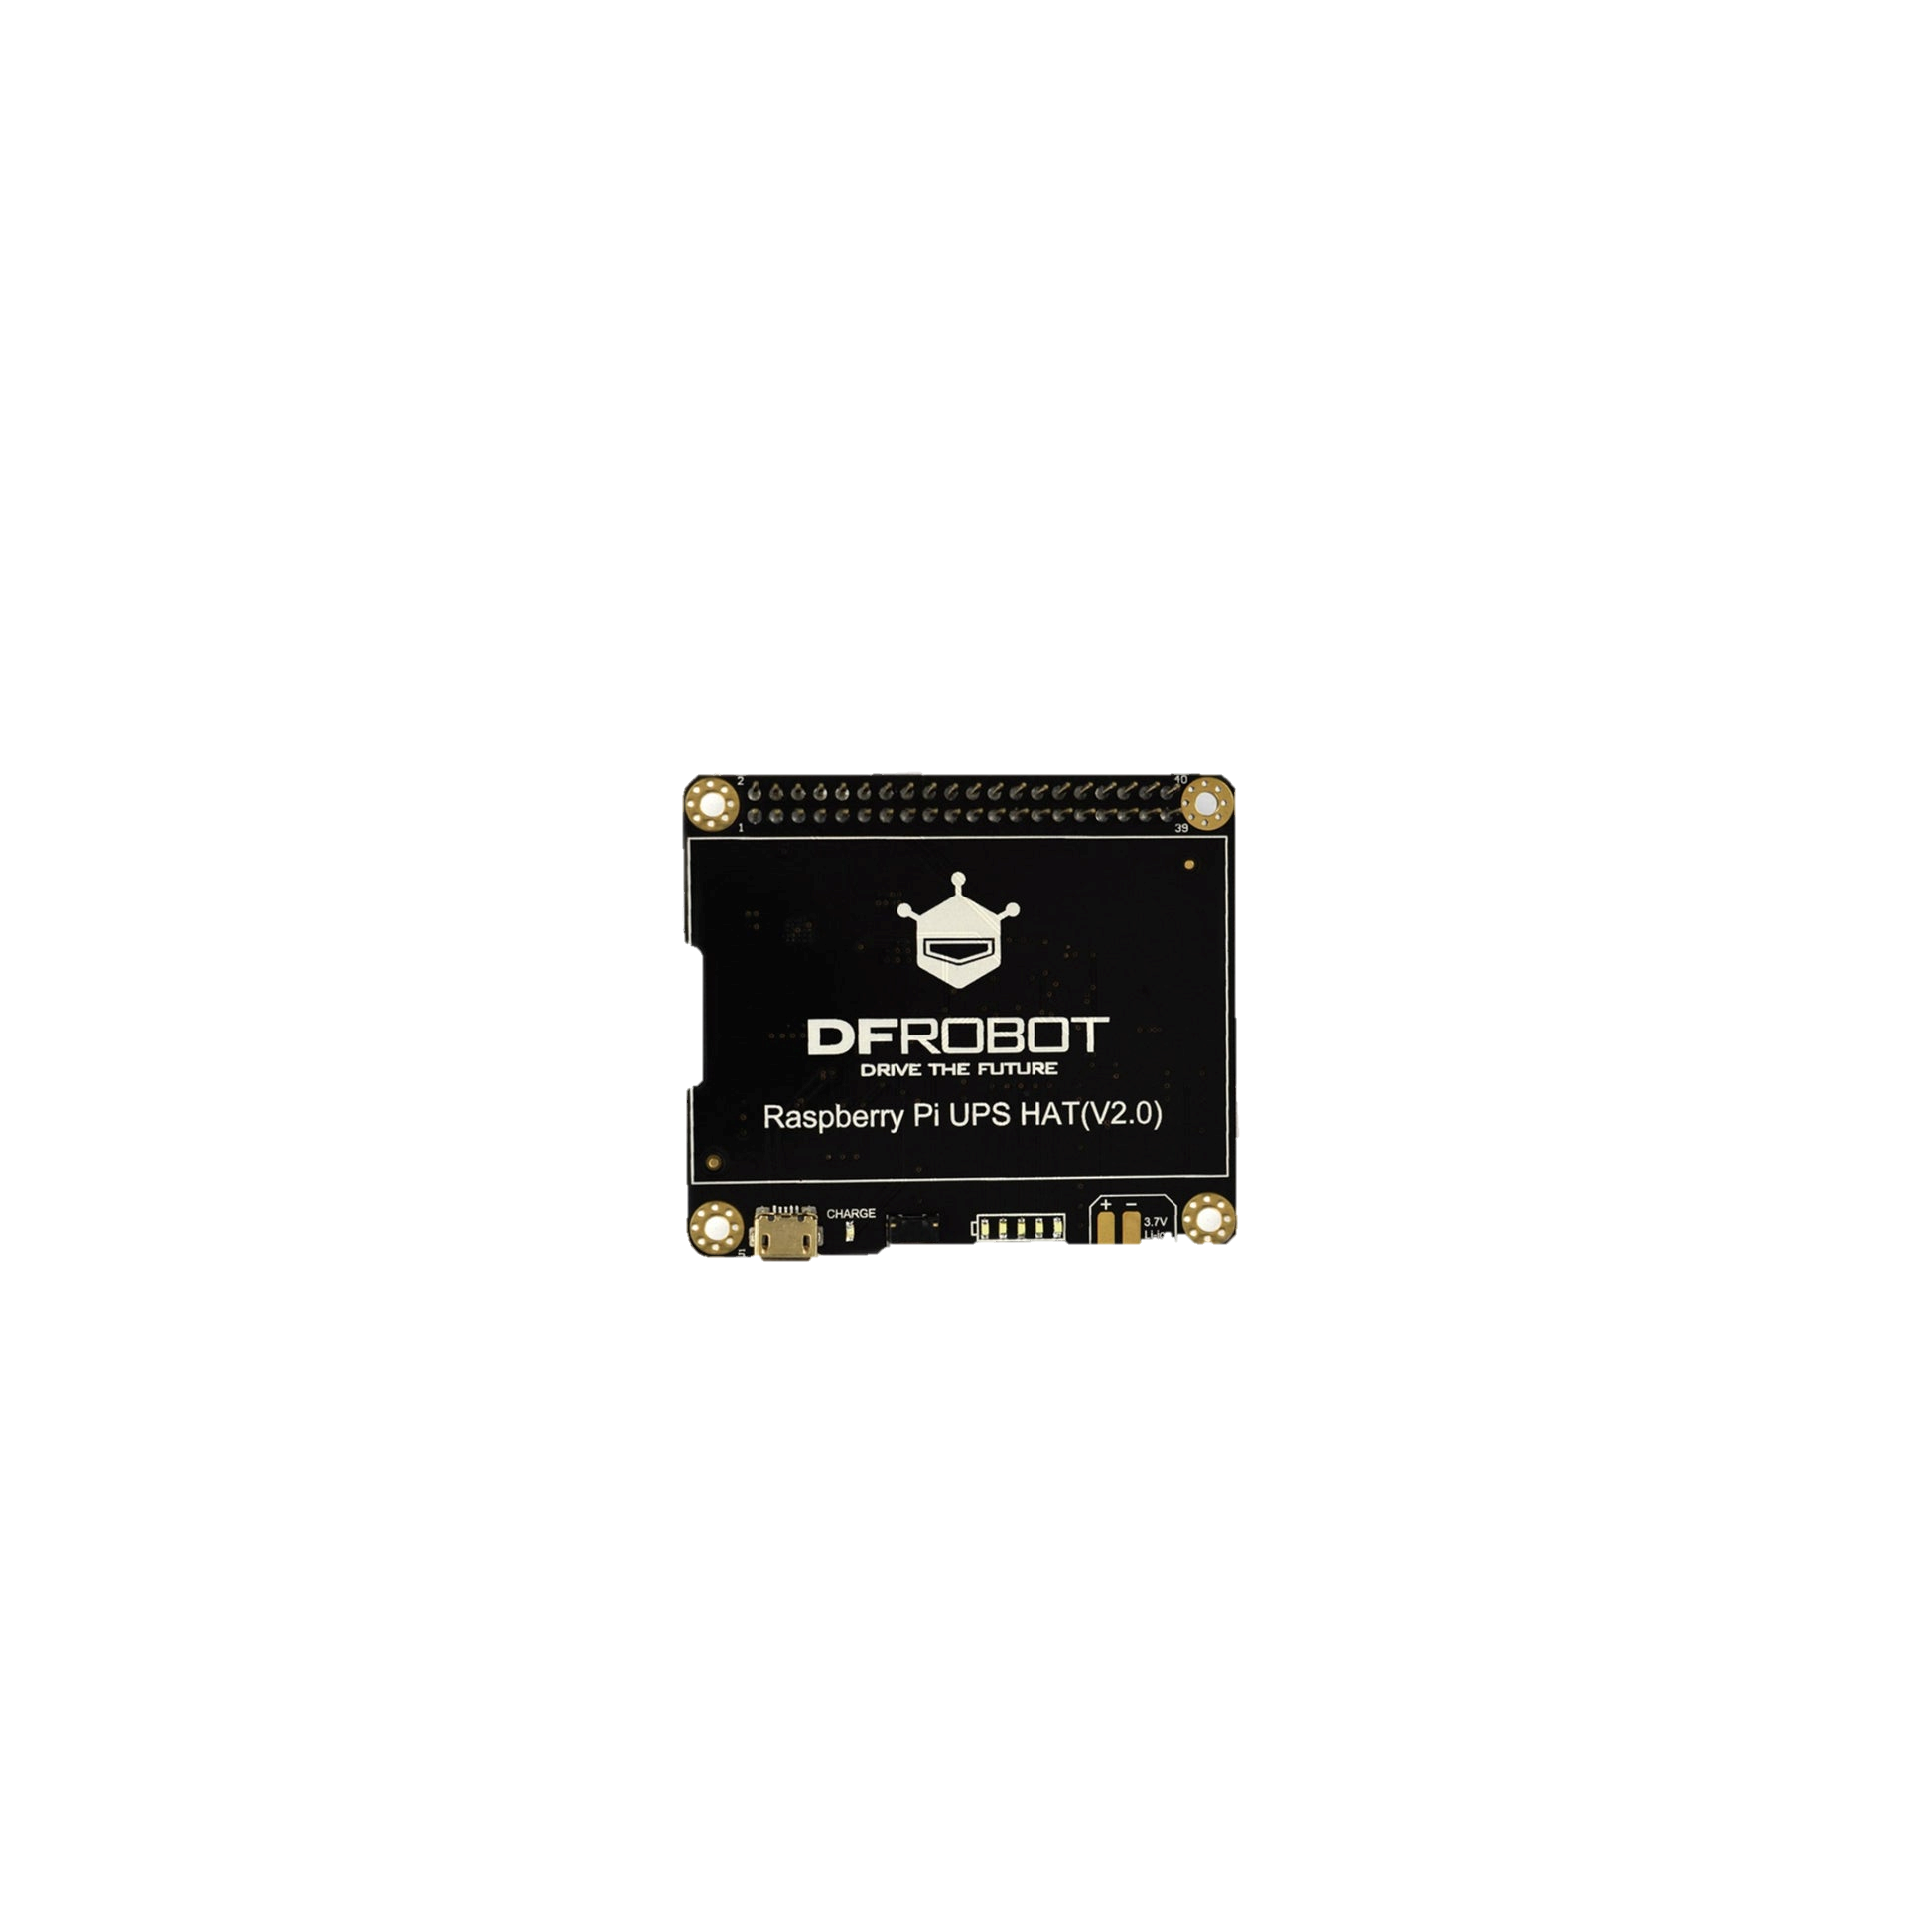 2 40
1 39
DFROBOT
DRIVE THE FUTURE
Raspberry Pi UPS HAT(V2.0)
CHARGE
+ −
3.7V